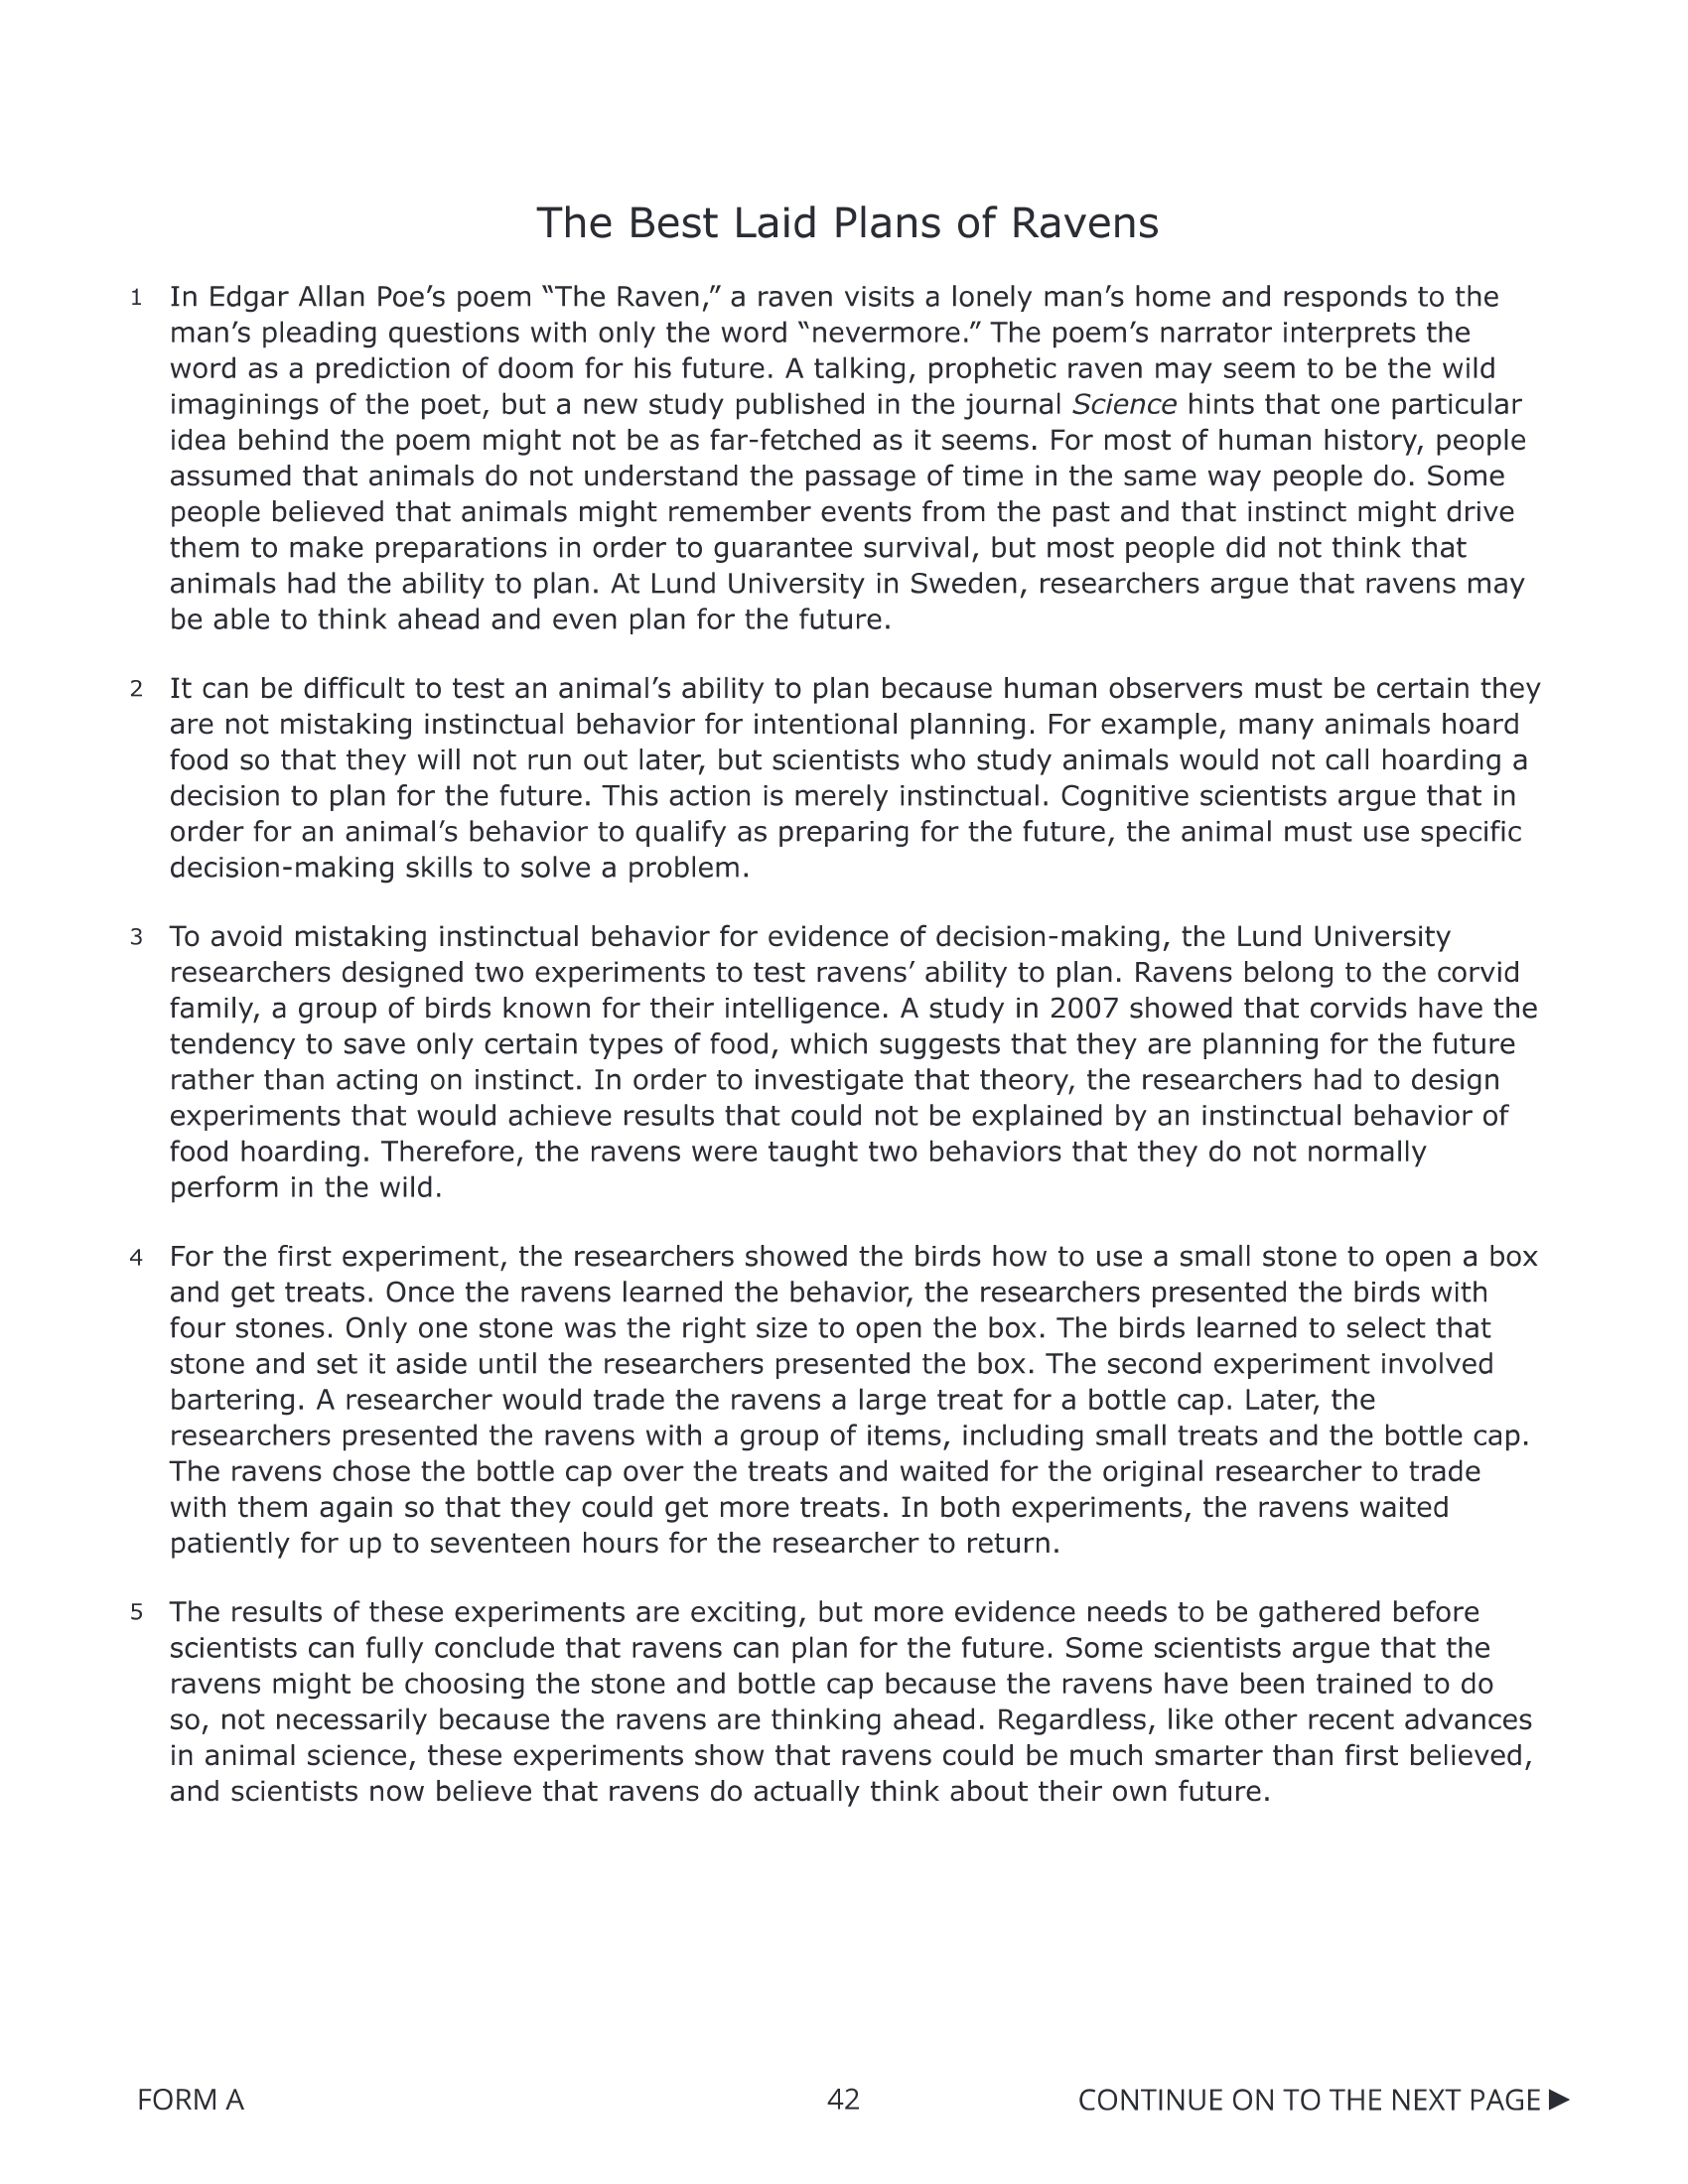 The Best Laid Plans of Ravens
1 In Edgar Allan Poe’s poem “The Raven,” a raven visits a lonely man’s home and responds to the
man’s pleading questions with only the word “nevermore.” The poem’s narrator interprets the
word as a prediction of doom for his future. A talking, prophetic raven may seem to be the wild
imaginings of the poet, but a new study published in the journal Science hints that one particular
idea behind the poem might not be as far-fetched as it seems. For most of human history, people
assumed that animals do not understand the passage of time in the same way people do. Some
people believed that animals might remember events from the past and that instinct might drive
them to make preparations in order to guarantee survival, but most people did not think that
animals had the ability to plan. At Lund University in Sweden, researchers argue that ravens may
be able to think ahead and even plan for the future.
2 It can be difficult to test an animal’s ability to plan because human observers must be certain they
are not mistaking instinctual behavior for intentional planning. For example, many animals hoard
food so that they will not run out later, but scientists who study animals would not call hoarding a
decision to plan for the future. This action is merely instinctual. Cognitive scientists argue that in
order for an animal’s behavior to qualify as preparing for the future, the animal must use specific
decision-making skills to solve a problem.
3 To avoid mistaking instinctual behavior for evidence of decision-making, the Lund University
researchers designed two experiments to test ravens’ ability to plan. Ravens belong to the corvid
family, a group of birds known for their intelligence. A study in 2007 showed that corvids have the
tendency to save only certain types of food, which suggests that they are planning for the future
rather than acting on instinct. In order to investigate that theory, the researchers had to design
experiments that would achieve results that could not be explained by an instinctual behavior of
food hoarding. Therefore, the ravens were taught two behaviors that they do not normally
perform in the wild.
4 For the first experiment, the researchers showed the birds how to use a small stone to open a box
and get treats. Once the ravens learned the behavior, the researchers presented the birds with
four stones. Only one stone was the right size to open the box. The birds learned to select that
stone and set it aside until the researchers presented the box. The second experiment involved
bartering. A researcher would trade the ravens a large treat for a bottle cap. Later, the
researchers presented the ravens with a group of items, including small treats and the bottle cap.
The ravens chose the bottle cap over the treats and waited for the original researcher to trade
with them again so that they could get more treats. In both experiments, the ravens waited
patiently for up to seventeen hours for the researcher to return.
5 The results of these experiments are exciting, but more evidence needs to be gathered before
scientists can fully conclude that ravens can plan for the future. Some scientists argue that the
ravens might be choosing the stone and bottle cap because the ravens have been trained to do
so, not necessarily because the ravens are thinking ahead. Regardless, like other recent advances
in animal science, these experiments show that ravens could be much smarter than first believed,
and scientists now believe that ravens do actually think about their own future.
FORM A 42 CONTINUE ON TO THE NEXT PAGE ►